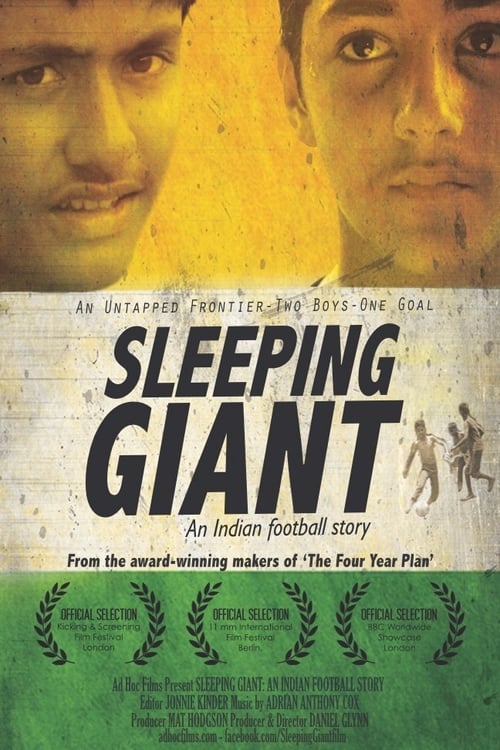 An Untapped Frontier-Two Boys-One Goal
SLEEPING
GIANT
An Indian football story
From the award-winning makers of 'The Four Year Plan'
OFFICIAL SELECTION
Kicking & Screening
Film Festival
London
OFFICIAL SELECTION
11 mm International
Film Festival
Berlin.
OFFICIAL SELECTION
BBC Worldwide
Showcase
London
Ad Hoc Films Present SLEEPING GIANT: AN INDIAN FOOTBALL STORY
Editor JONNIE KINDER Music by ADRIAN ANTHONY COX
Producer MAT HODGSON Producer & Director DANIEL GLYNN
adhocfilms.com - facebook.com/SleepingGiantfilm